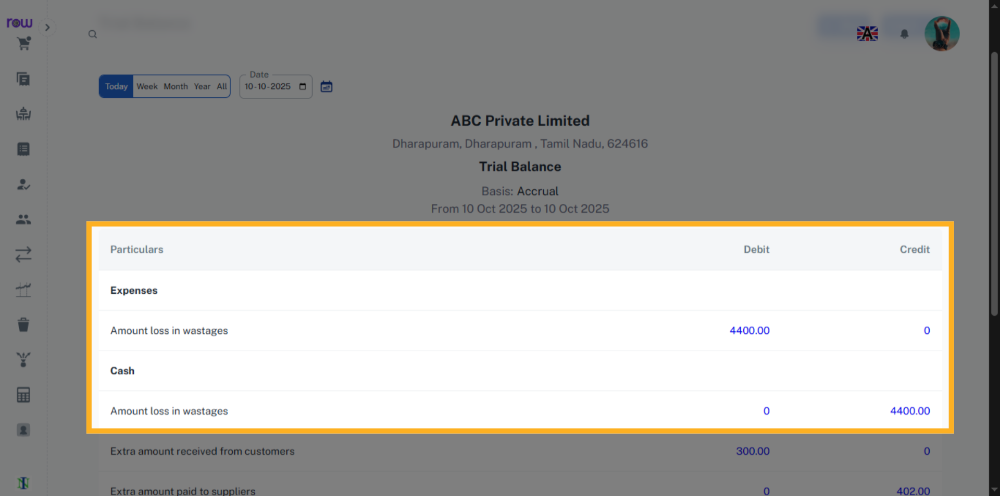 row
Today Week Month Year All
Date
10-10-2025
ABC Private Limited
Dharapuram, Dharapuram , Tamil Nadu, 624616
Trial Balance
Basis: Accrual
From 10 Oct 2025 to 10 Oct 2025
Particulars Debit Credit
Expenses
Amount loss in wastages 4400.00 0
Cash
Amount loss in wastages 0 4400.00
Extra amount received from customers 300.00 0
Extra amount paid to suppliers 0 402.00